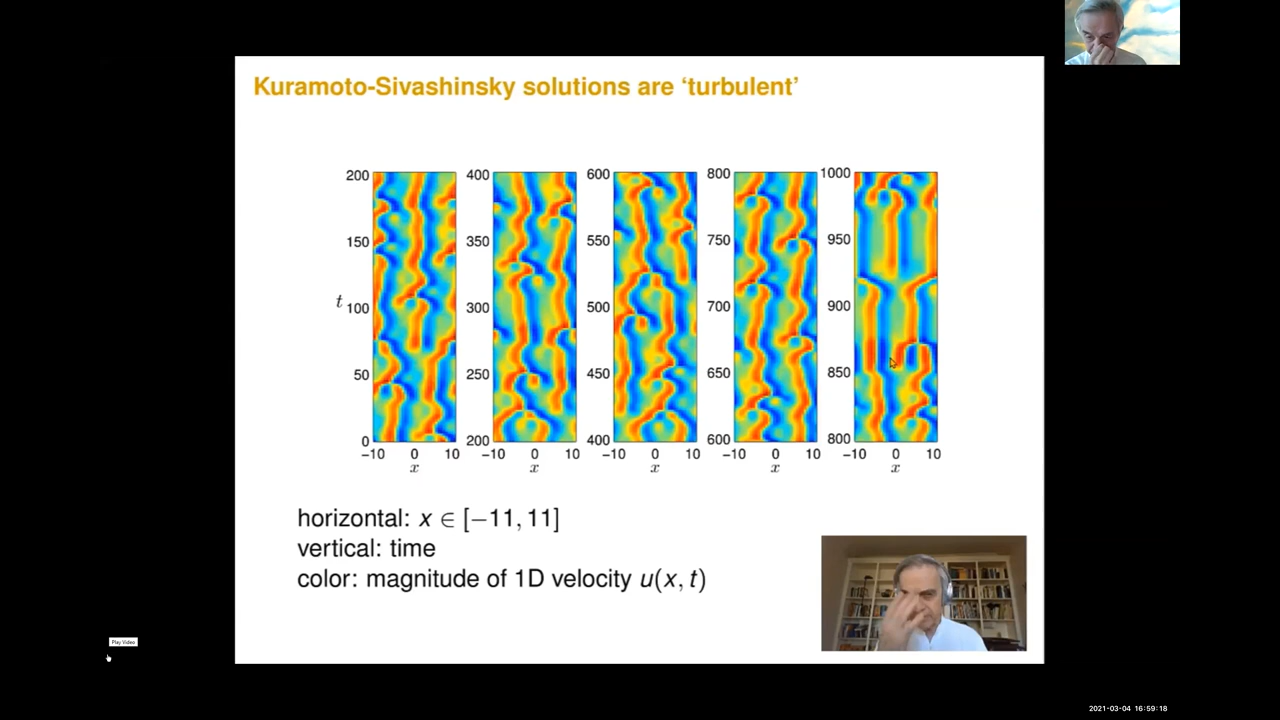 Kuramoto-Sivashinsky solutions are ‘turbulent’
200 400 600 800 1000
150 350 550 750 950
t 100 300 500 700 900
50 250 450 650 850
0 200 400 600 800
−10 0 10 −10 0 10 −10 0 10 −10 0 10 −10 0 10
x x x x x
horizontal: x ∈ [−11, 11]
vertical: time
color: magnitude of 1D velocity u(x, t)
Play Video
2021-03-04 16:59:18